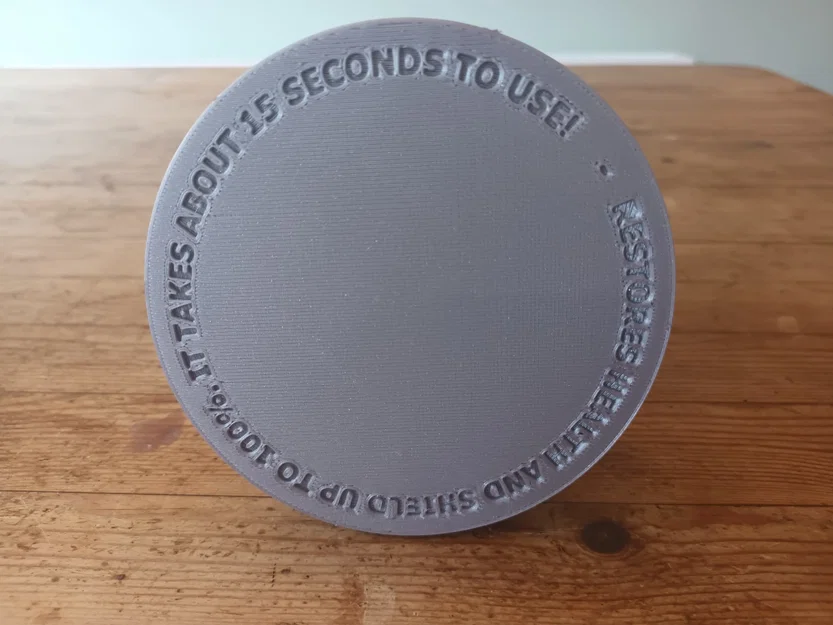 RESTORES HEALTH AND SHIELD UP TO 100%. IT TAKES ABOUT 15 SECONDS TO USE!